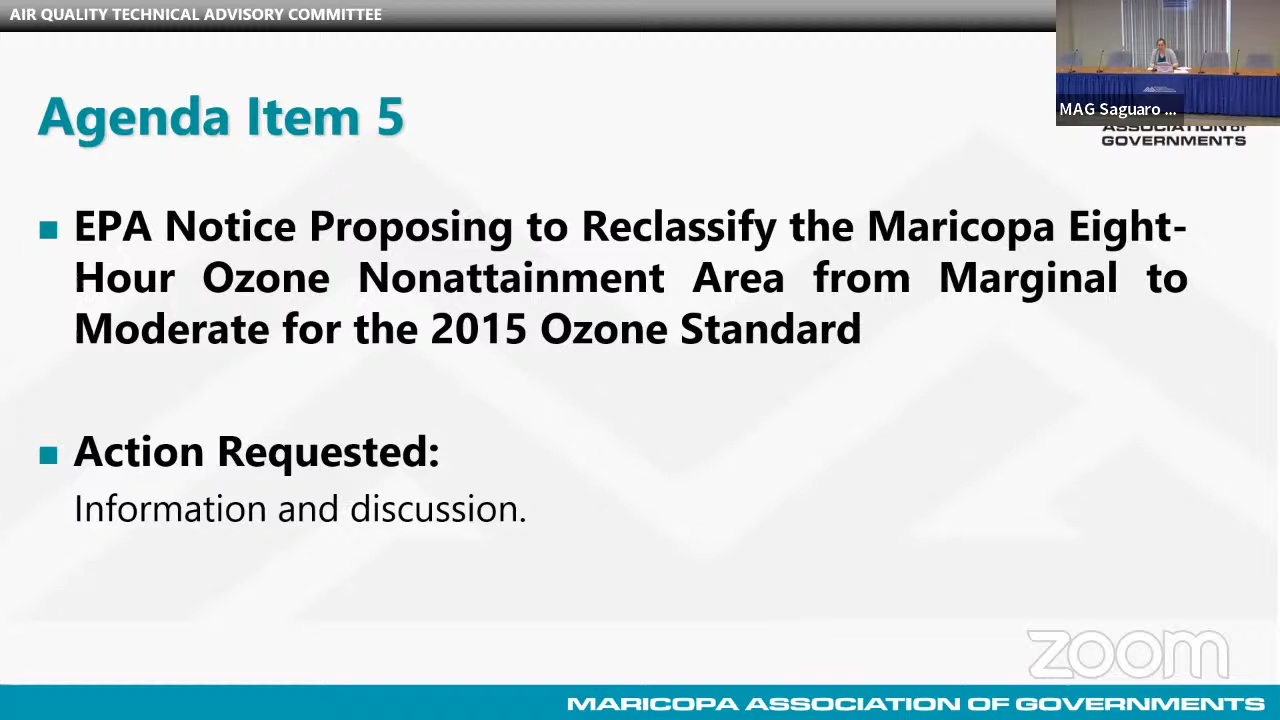 AIR QUALITY TECHNICAL ADVISORY COMMITTEE
MAG Saguaro ...
ASSOCIATION OF
GOVERNMENTS
Agenda Item 5
EPA Notice Proposing to Reclassify the Maricopa Eight-
Hour Ozone Nonattainment Area from Marginal to
Moderate for the 2015 Ozone Standard
Action Requested:
Information and discussion.
zoom
MARICOPA ASSOCIATION OF GOVERNMENTS